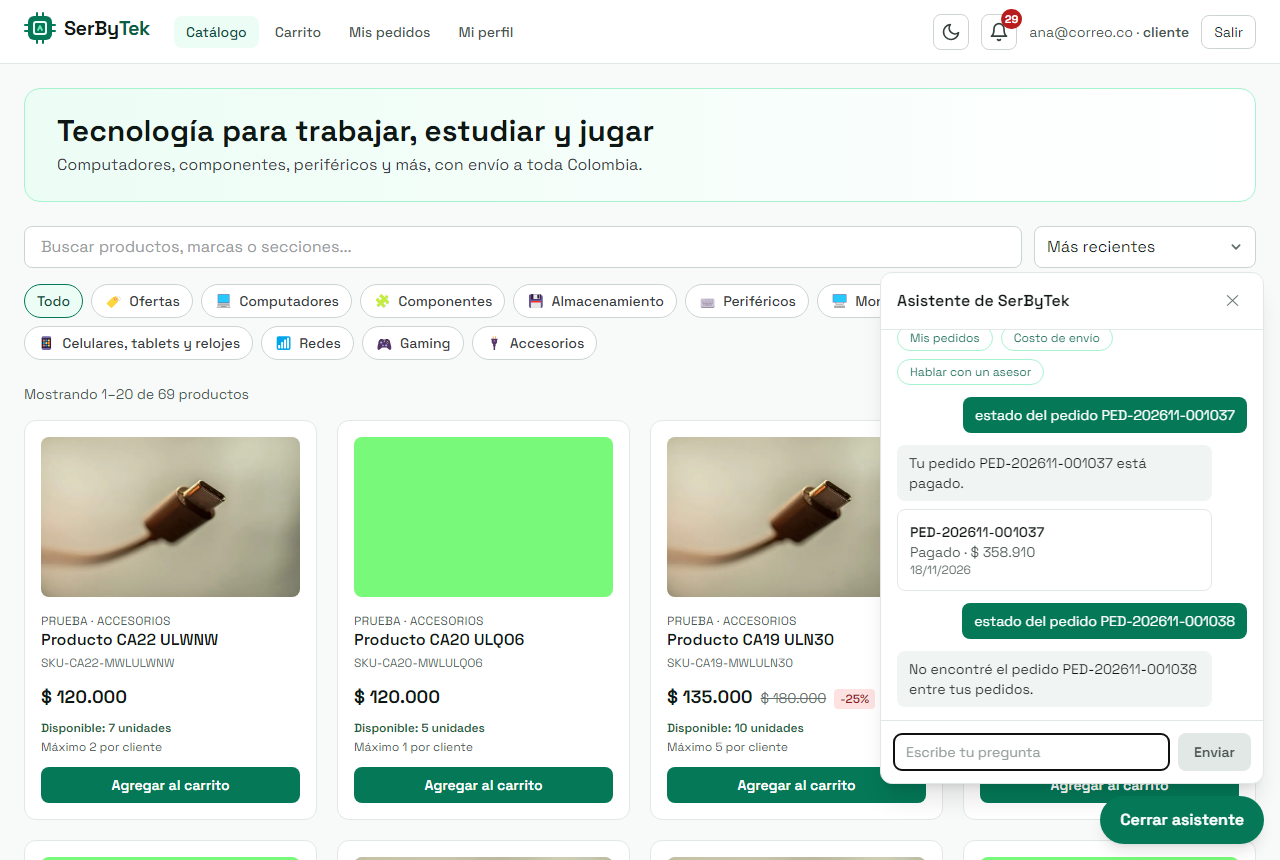 SerByTek
Catálogo
Carrito
Mis pedidos
Mi perfil
29
ana@correo.co · cliente
Salir
Tecnología para trabajar, estudiar y jugar
Computadores, componentes, periféricos y más, con envío a toda Colombia.
Buscar productos, marcas o secciones...
Más recientes
Todo
Ofertas
Computadores
Componentes
Almacenamiento
Periféricos
Celulares, tablets y relojes
Redes
Gaming
Accesorios
Mostrando 1–20 de 69 productos
PRUEBA · ACCESORIOS
Producto CA22 ULWNW
SKU-CA22-MWLULWNW
$ 120.000
Disponible: 7 unidades
Máximo 2 por cliente
Agregar al carrito
PRUEBA · ACCESORIOS
Producto CA20 ULQO6
SKU-CA20-MWLULQO6
$ 120.000
Disponible: 5 unidades
Máximo 1 por cliente
Agregar al carrito
PRUEBA · ACCESORIOS
Producto CA19 ULN30
SKU-CA19-MWLULN30
$ 135.000 $ 180.000 -25%
Disponible: 10 unidades
Máximo 5 por cliente
Agregar al carrito
Agregar al carrito
Asistente de SerByTek
Mis pedidos
Costo de envío
Hablar con un asesor
estado del pedido PED-202611-001037
Tu pedido PED-202611-001037 está
pagado.
PED-202611-001037
Pagado · $ 358.910
18/11/2026
estado del pedido PED-202611-001038
No encontré el pedido PED-202611-001038
entre tus pedidos.
Escribe tu pregunta
Enviar
Cerrar asistente